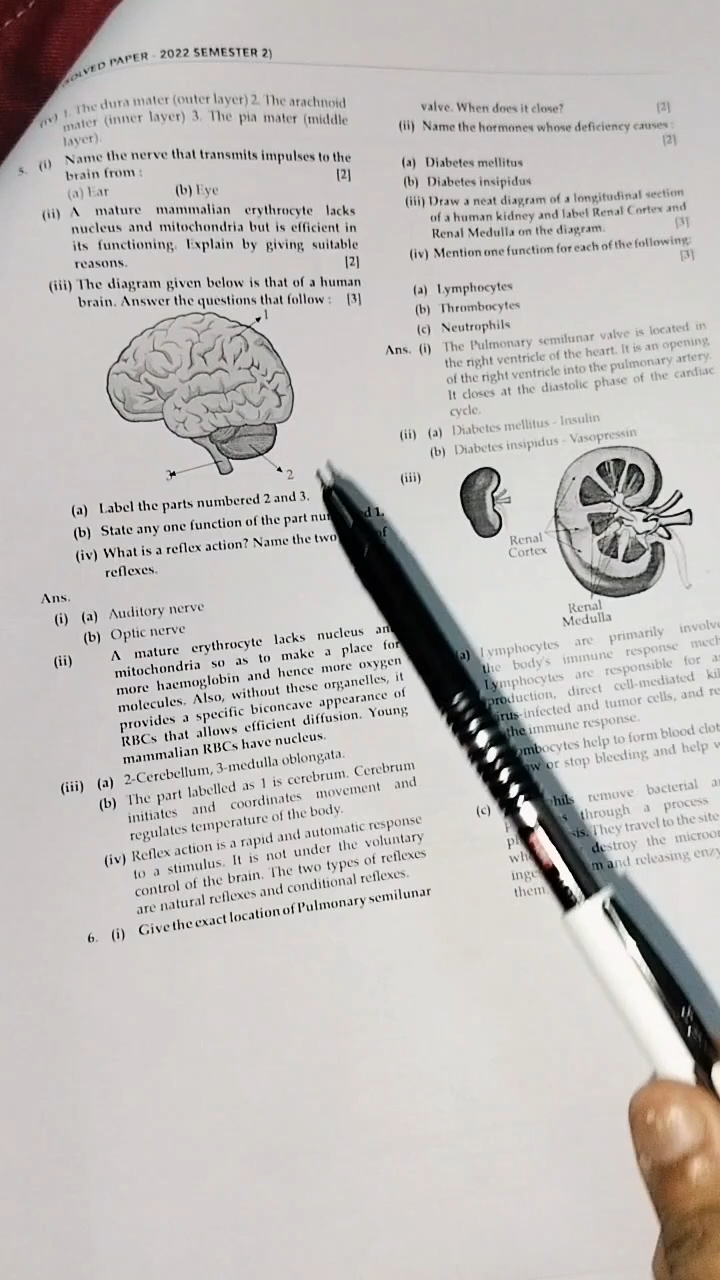 SOLVED PAPER - 2022 SEMESTER 2)
(iv) 1. The dura mater (outer layer) 2. The arachnoid
mater (inner layer) 3. The pia mater (middle
layer).
5. (i) Name the nerve that transmits impulses to the
brain from : [2]
(a) Ear (b) Eye
(ii) A mature mammalian erythrocyte lacks
nucleus and mitochondria but is efficient in
its functioning. Explain by giving suitable
reasons. [2]
(iii) The diagram given below is that of a human
brain. Answer the questions that follow : [3]
1
3
2
(a) Label the parts numbered 2 and 3.
(b) State any one function of the part d 1.
(iv) What is a reflex action? Name the two of
reflexes.
Ans.
(i) (a) Auditory nerve
(b) Optic nerve
(ii) A mature erythrocyte lacks nucleus
mitochondria so as to make a place for
more haemoglobin and hence more oxygen
molecules. Also, without these organelles, it
provides a specific biconcave appearance of
RBCs that allows efficient diffusion. Young
mammalian RBCs have nucleus.
(iii) (a) 2-Cerebellum, 3-medulla oblongata.
(b) The part labelled as 1 is cerebrum. Cerebrum
initiates and coordinates movement and
regulates temperature of the body.
(iv) Reflex action is a rapid and automatic response
to a stimulus. It is not under the voluntary
control of the brain. The two types of reflexes
are natural reflexes and conditional reflexes.
6. (i) Give the exact location of Pulmonary semilunar
valve. When does it close? [2]
(ii) Name the hormones whose deficiency causes :
[2]
(a) Diabetes mellitus
(b) Diabetes insipidus
(iii) Draw a neat diagram of a longitudinal section
of a human kidney and label Renal Cortex and
Renal Medulla on the diagram. [3]
(iv) Mention one function for each of the following:
[3]
(a) Lymphocytes
(b) Thrombocytes
(c) Neutrophils
Ans. (i) The Pulmonary semilunar valve is located in
the right ventricle of the heart. It is an opening
of the right ventricle into the pulmonary artery.
It closes at the diastolic phase of the cardiac
cycle.
(ii) (a) Diabetes mellitus - Insulin
(b) Diabetes insipidus - Vasopressin
(iii)
Renal
Cortex
Renal
Medulla
(a) Lymphocytes are primarily
the body's immune response
Lymphocytes are responsible for
production, direct cell-mediated
virus-infected and tumor cells, and
the immune response.
help to form blood
or stop bleeding and help
(c) remove bacterial
through a process
They travel to the site
destroy the
and releasing
them